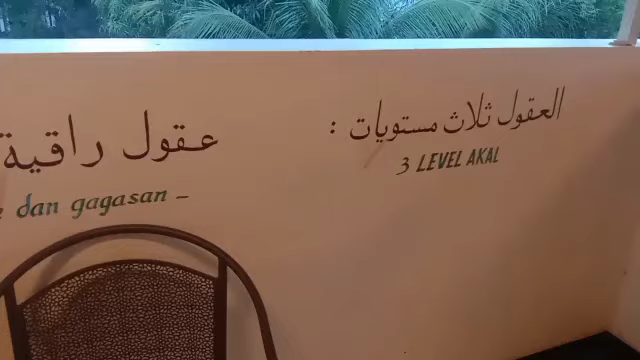 العقول ثلاث مستويات :
3 LEVEL AKAL
عقول راقية
dan gagasan –